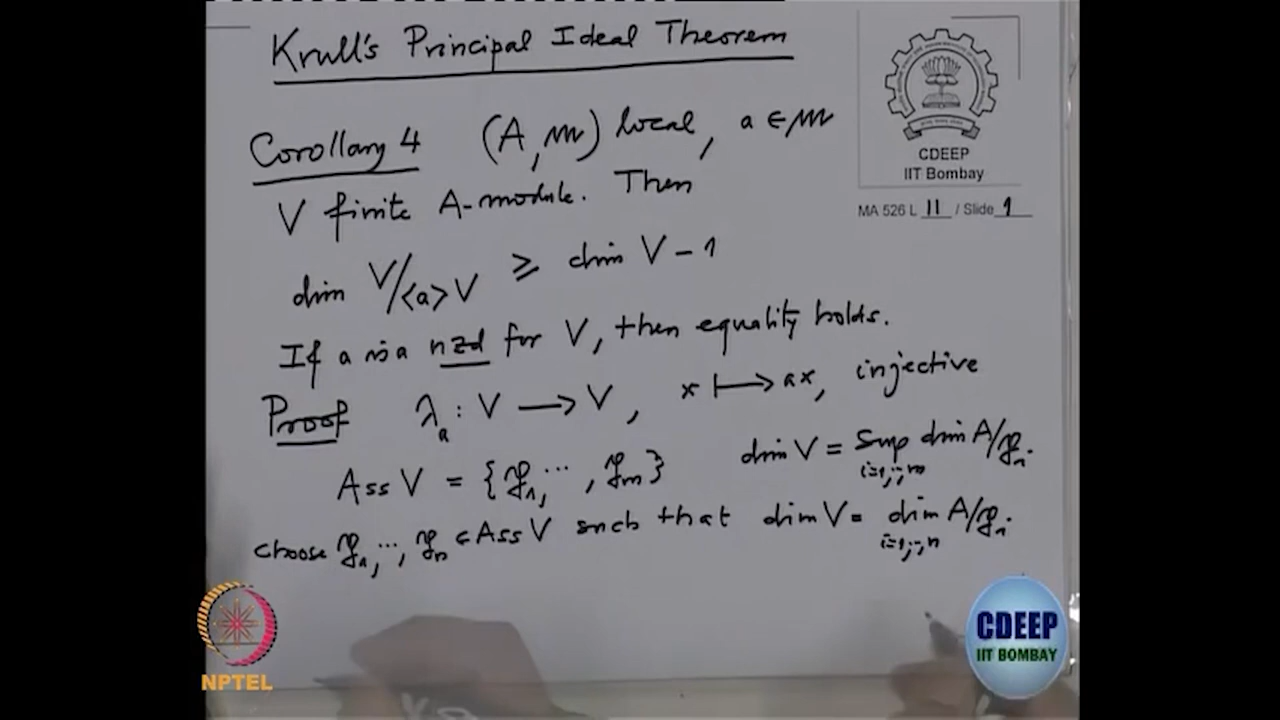 Krull's Principal Ideal Theorem
CDEEP
IIT Bombay
MA 526 L 11 / Slide 1
Corollary 4 (A, 𝔪) local, a ∈ 𝔪
V finite A-module. Then
dim V/<a>V ≥ dim V - 1
If a is a nzd for V, then equality holds.
Proof λₐ : V ⟶ V, x ⟼ ax, injective
Ass V = {𝔭₁, ⋯, 𝔭ₘ} dim V = Sup_{i=1,⋯,m} dim A/𝔭ᵢ.
choose 𝔭₁, ⋯, 𝔭ₙ ∈ Ass V such that dim V = dim_{i=1,⋯,n} A/𝔭ᵢ.
NPTEL
CDEEP
IIT BOMBAY